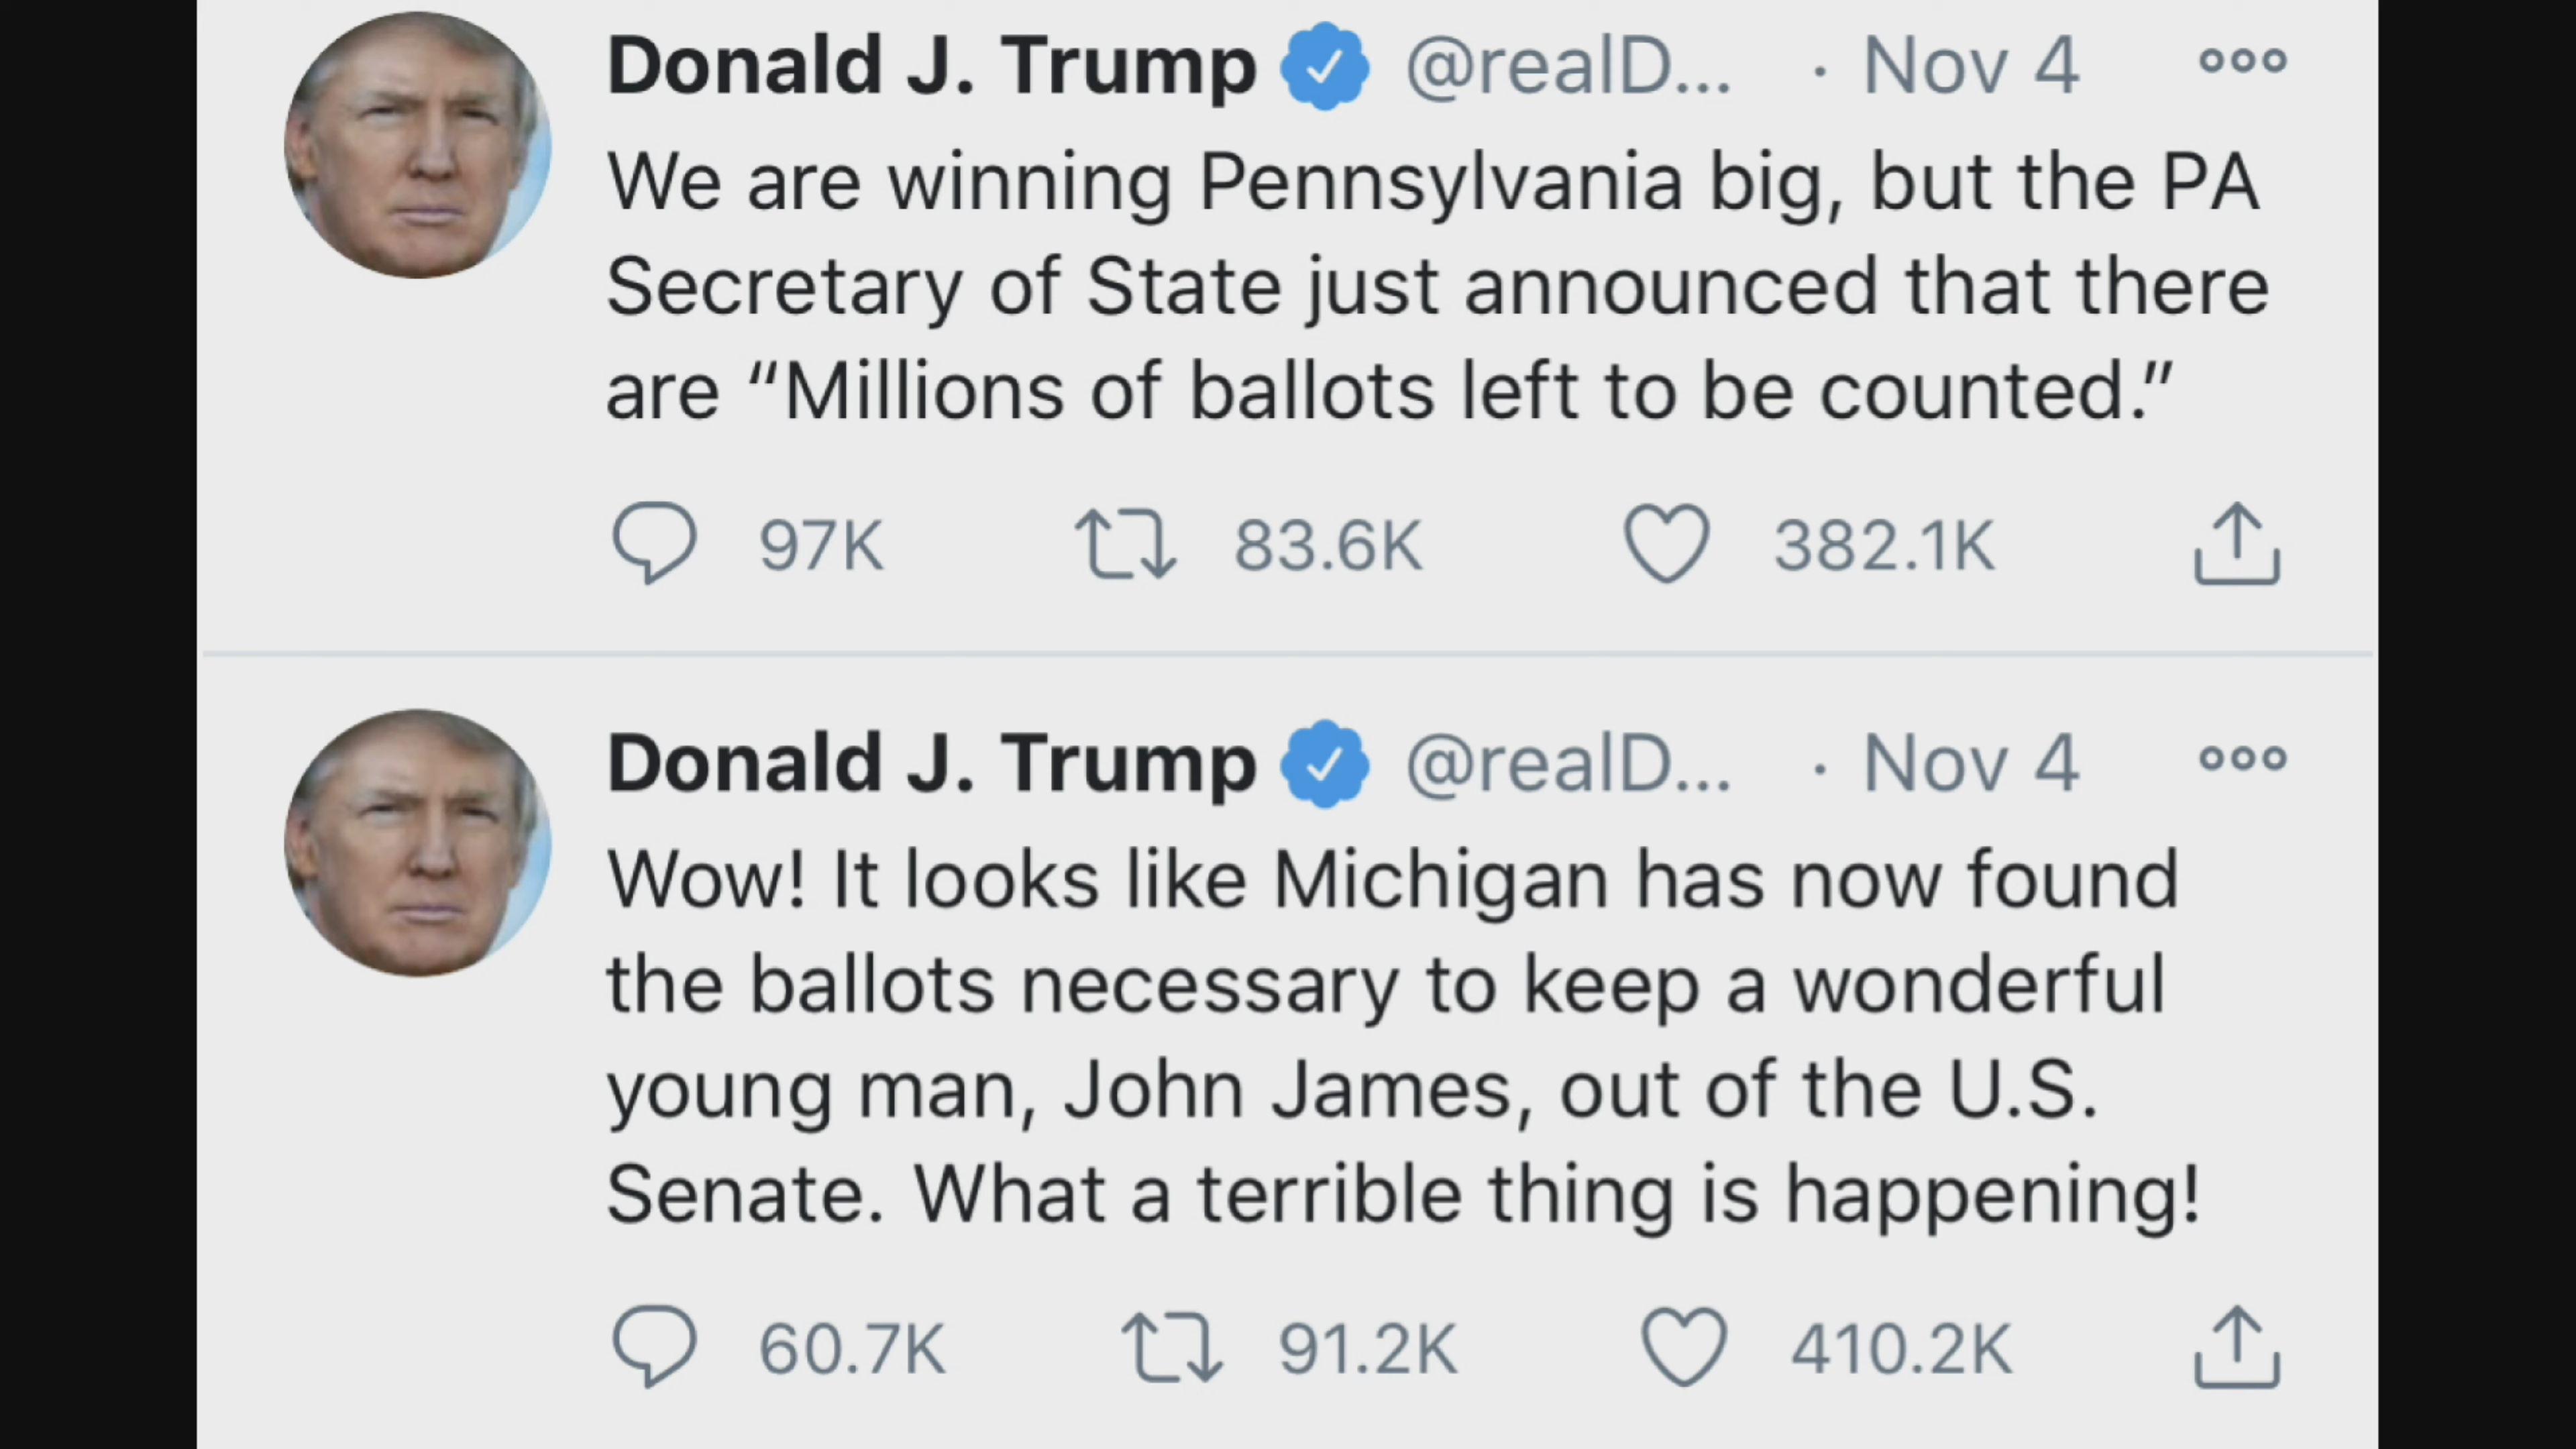 Donald J. Trump @realD... · Nov 4
We are winning Pennsylvania big, but the PA
Secretary of State just announced that there
are “Millions of ballots left to be counted.”
97K 83.6K 382.1K
Donald J. Trump @realD... · Nov 4
Wow! It looks like Michigan has now found
the ballots necessary to keep a wonderful
young man, John James, out of the U.S.
Senate. What a terrible thing is happening!
60.7K 91.2K 410.2K